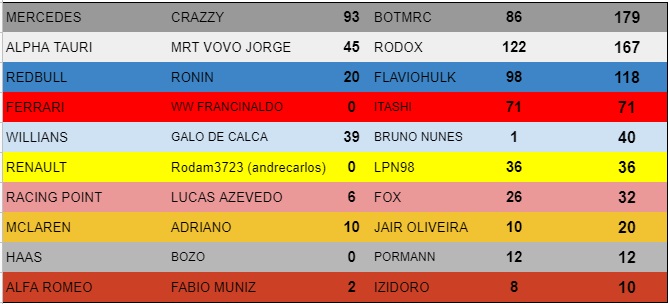 MERCEDES CRAZZY 93 BOTMRC 86 179
ALPHA TAURI MRT VOVO JORGE 45 RODOX 122 167
REDBULL RONIN 20 FLAVIOHULK 98 118
FERRARI WW FRANCINALDO 0 ITASHI 71 71
WILLIANS GALO DE CALCA 39 BRUNO NUNES 1 40
RENAULT Rodam3723 (andrecarlos) 0 LPN98 36 36
RACING POINT LUCAS AZEVEDO 6 FOX 26 32
MCLAREN ADRIANO 10 JAIR OLIVEIRA 10 20
HAAS BOZO 0 PORMANN 12 12
ALFA ROMEO FABIO MUNIZ 2 IZIDORO 8 10